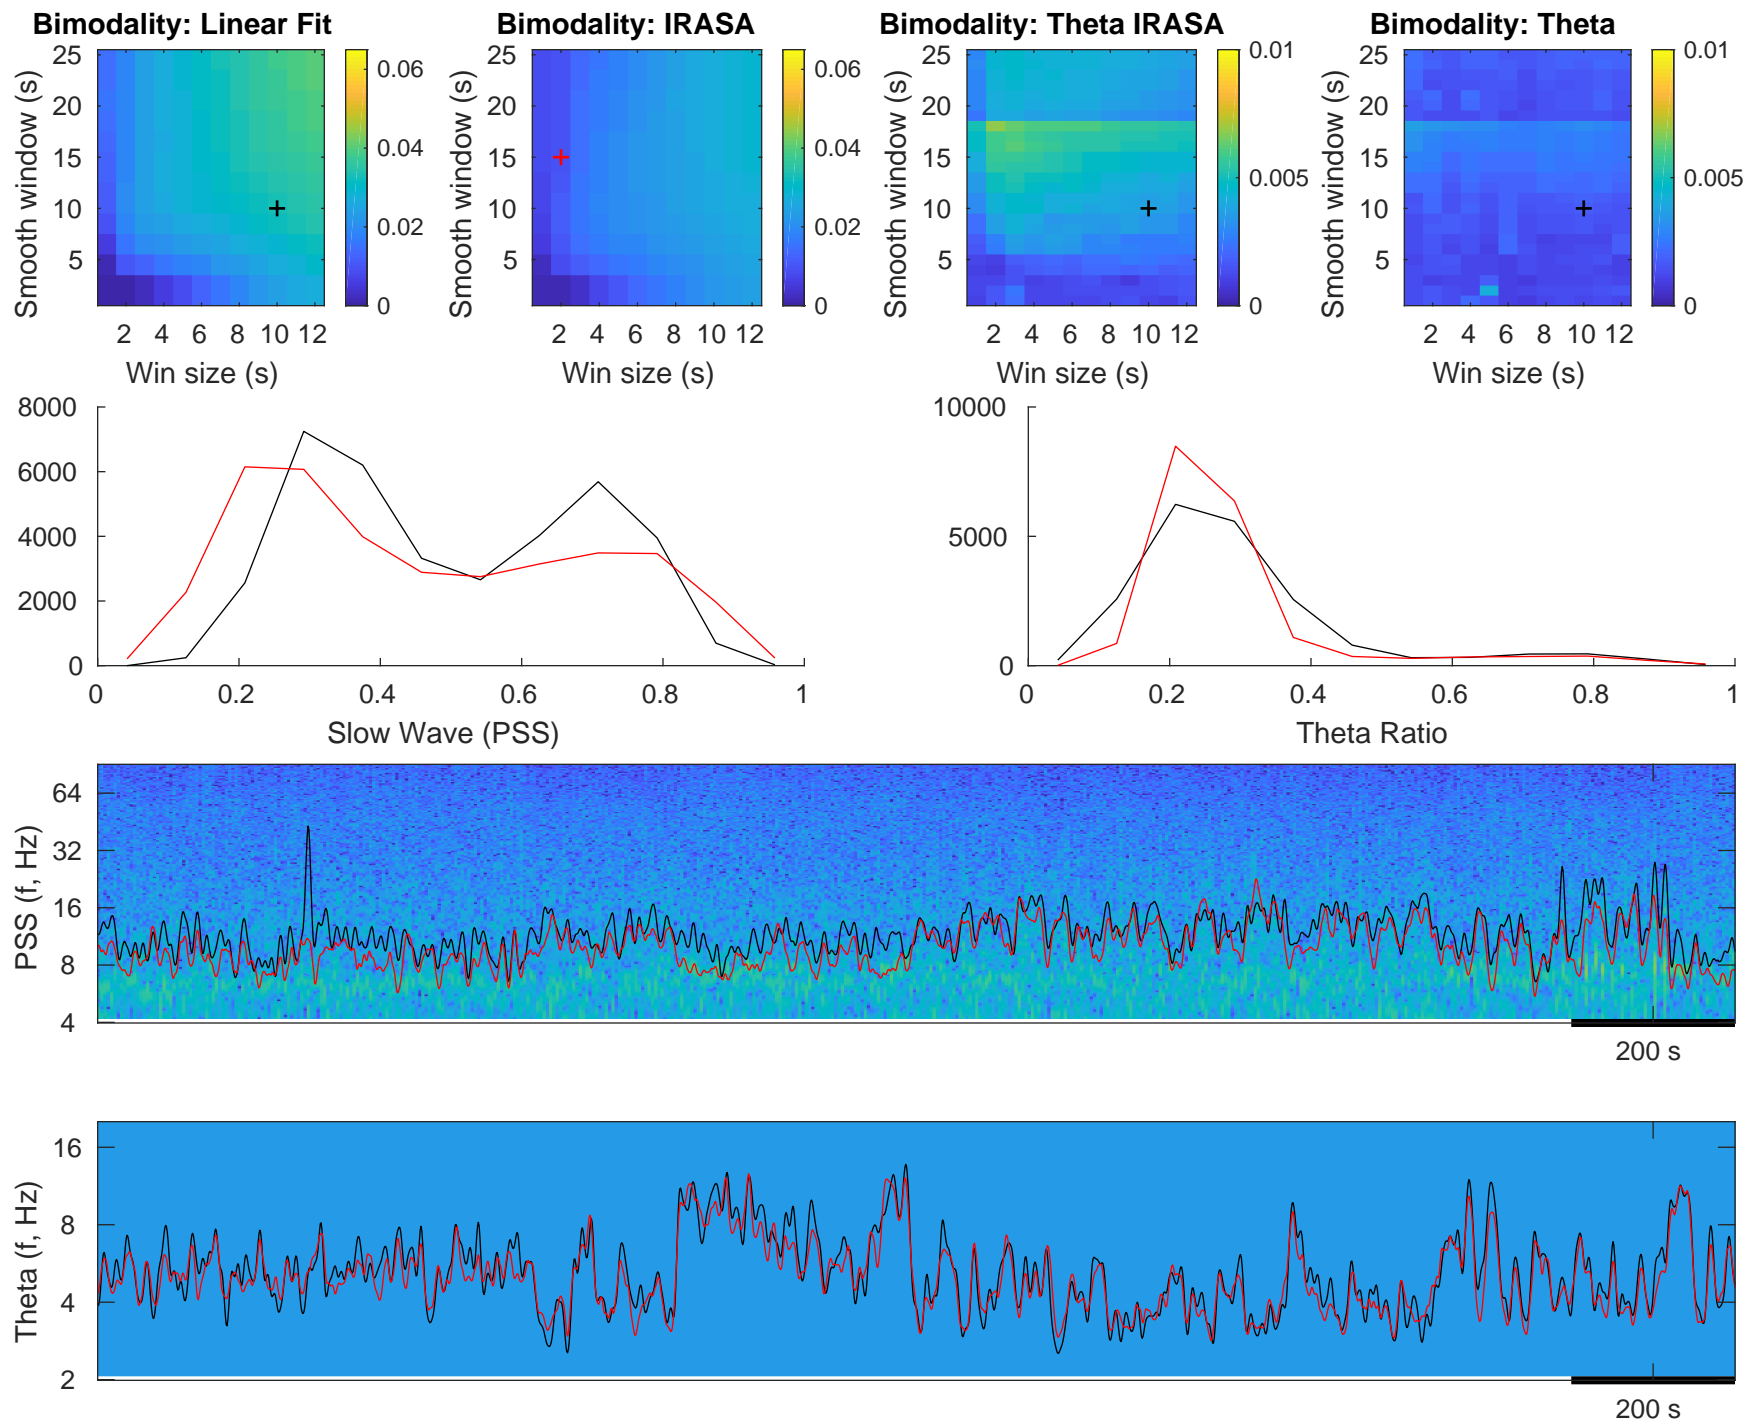 Bimodality: Linear Fit
Bimodality: IRASA
Bimodality: Theta IRASA
Bimodality: Theta
Smooth window (s)
25
20
15
10
5
2 4 6 8 10 12
Win size (s)
0.06
0.04
0.02
0
Smooth window (s)
25
20
15
10
5
2 4 6 8 10 12
Win size (s)
0.06
0.04
0.02
0
Smooth window (s)
25
20
15
10
5
2 4 6 8 10 12
Win size (s)
0.01
0.005
0
Smooth window (s)
25
20
15
10
5
2 4 6 8 10 12
Win size (s)
0.01
0.005
0
8000
6000
4000
2000
0
0 0.2 0.4 0.6 0.8 1
Slow Wave (PSS)
10000
5000
0
0 0.2 0.4 0.6 0.8 1
Theta Ratio
PSS (f, Hz)
64
32
16
8
4
200 s
Theta (f, Hz)
16
8
4
2
200 s